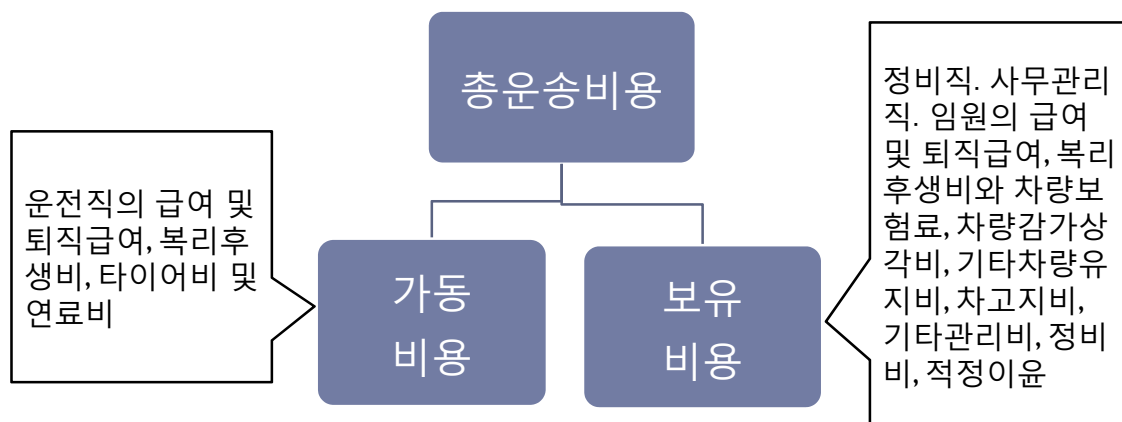 총운송비용
운전직의 급여 및
퇴직급여, 복리후
생비, 타이어비 및
연료비
가동
비용
보유
비용
정비직. 사무관리
직. 임원의 급여
및 퇴직급여, 복리
후생비와 차량보
험료, 차량감가상
각비, 기타차량유
지비, 차고지비,
기타관리비, 정비
비, 적정이윤